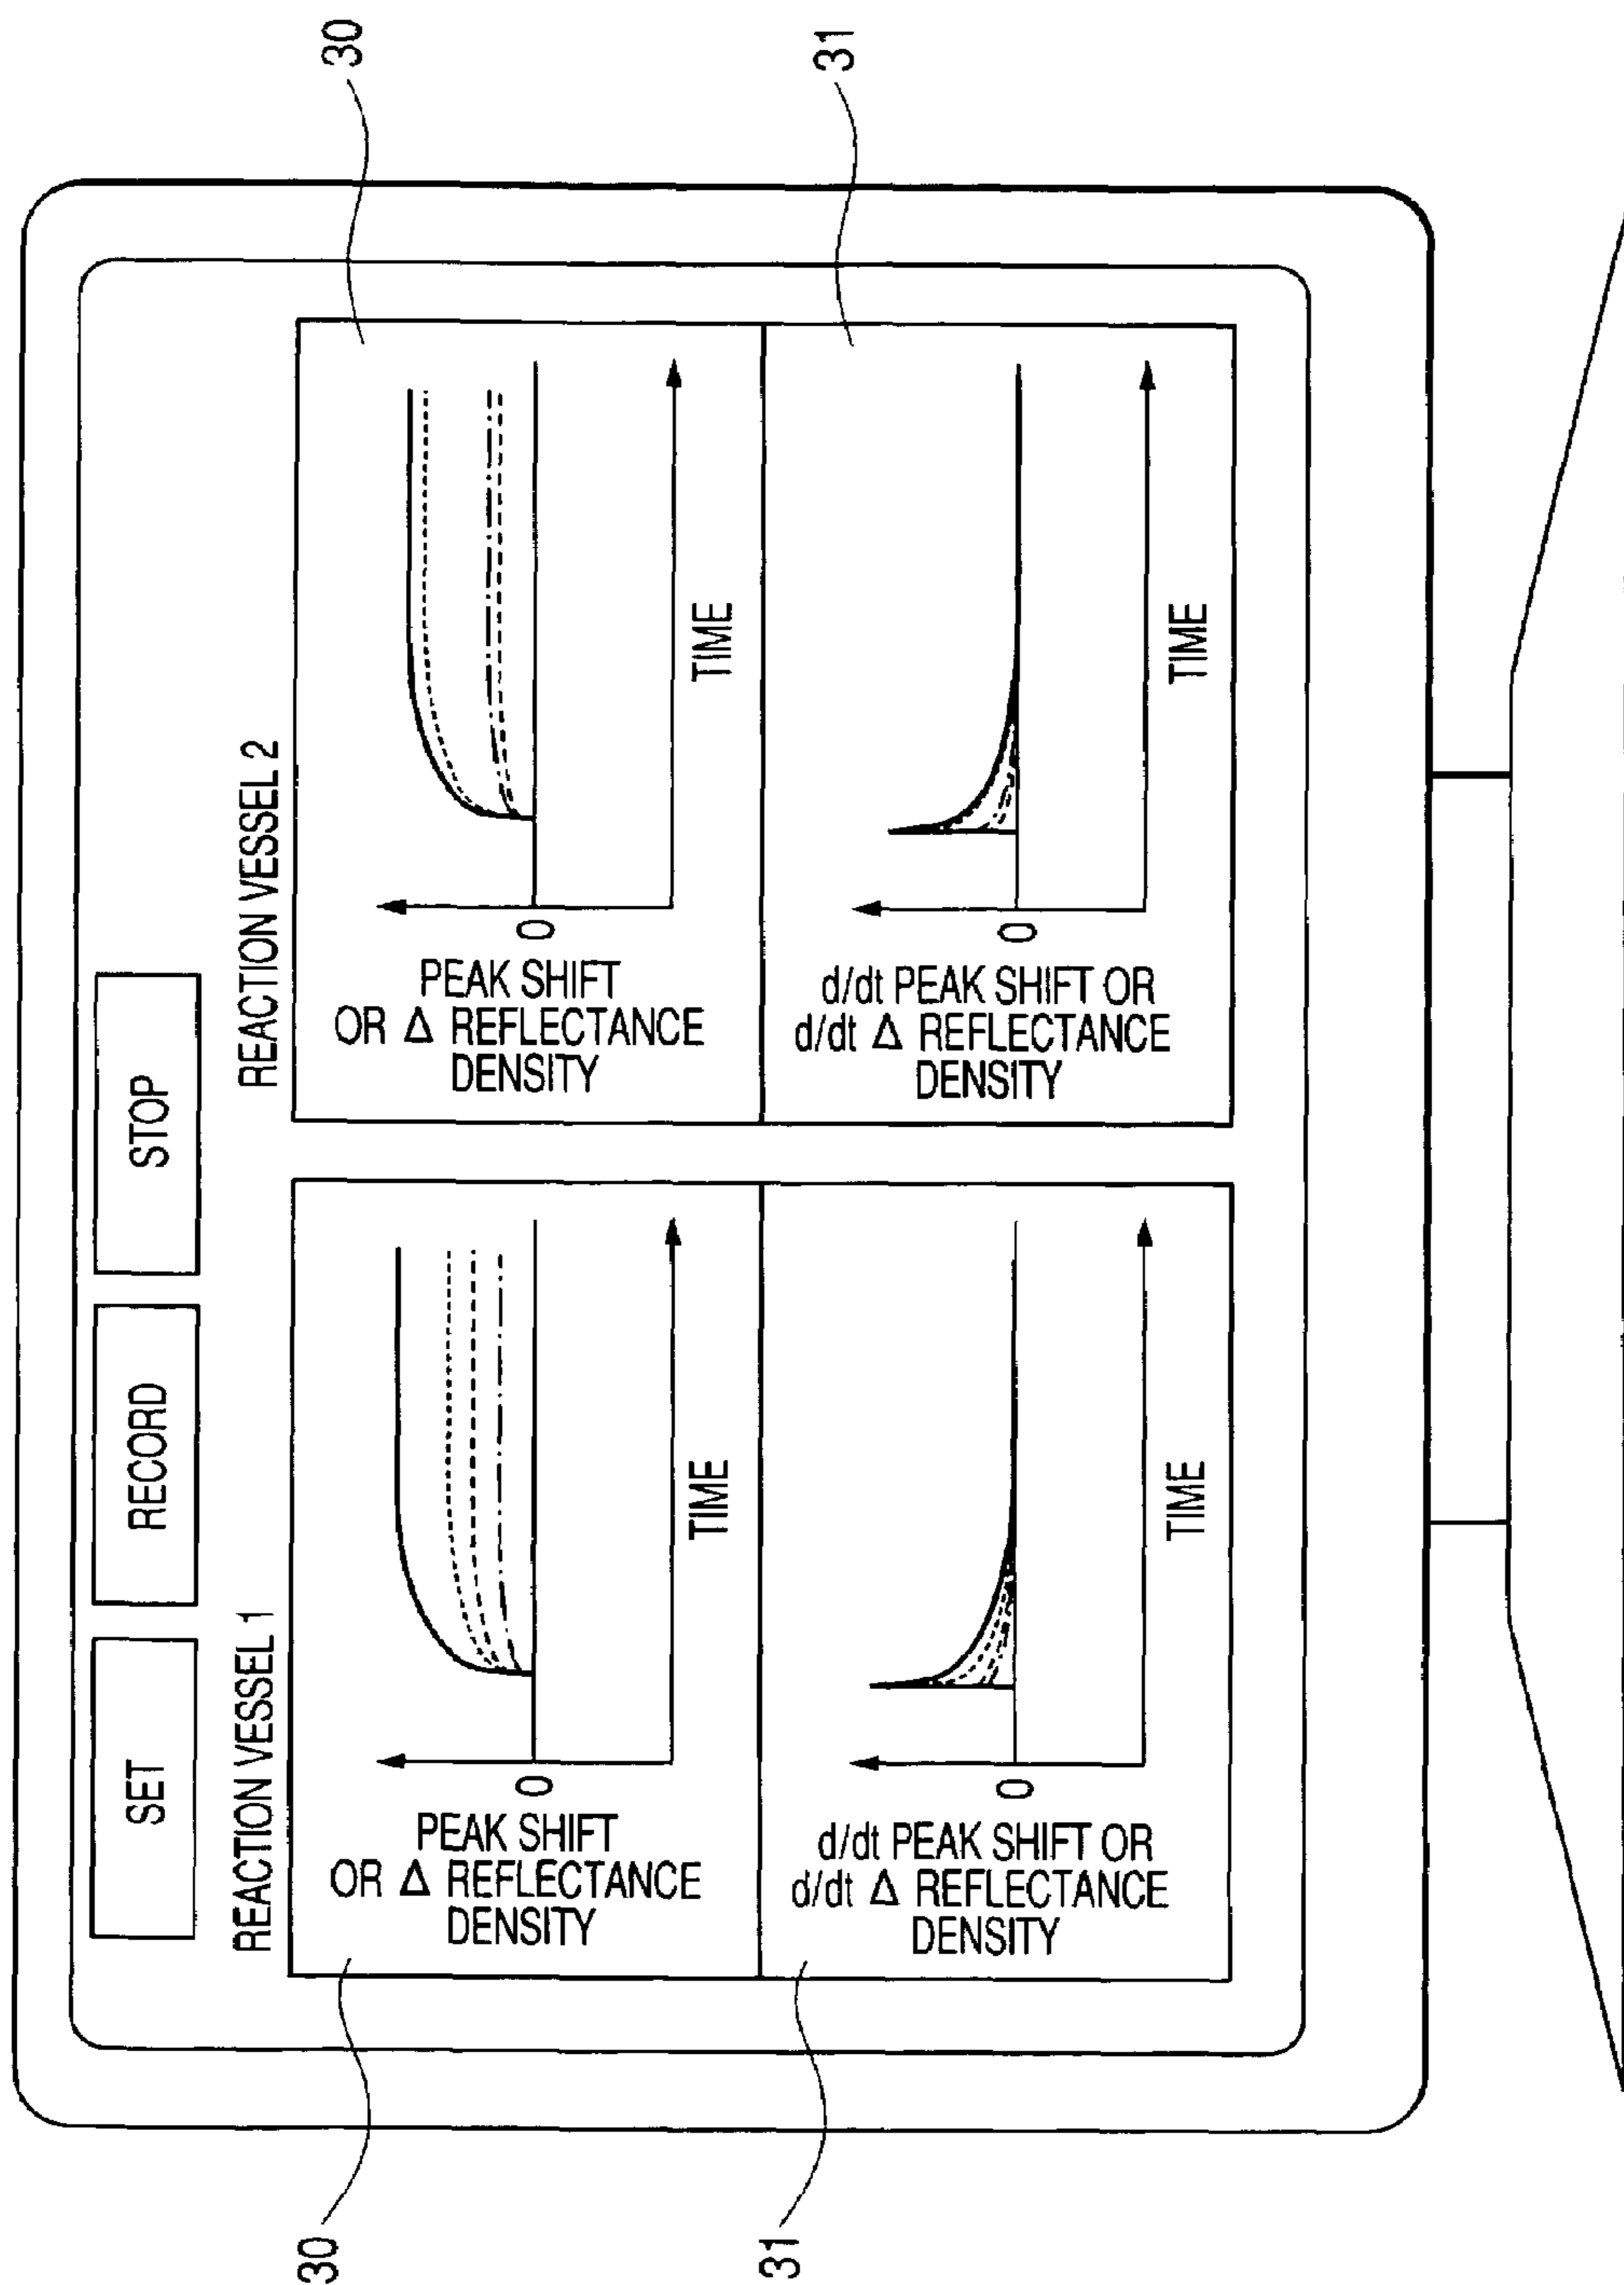 SET
RECORD
STOP
REACTION VESSEL 1
REACTION VESSEL 2
30
PEAK SHIFT
OR Δ REFLECTANCE
DENSITY
0
TIME
PEAK SHIFT
OR Δ REFLECTANCE
DENSITY
0
TIME
30
31
d/dt PEAK SHIFT OR
d/dt Δ REFLECTANCE
DENSITY
0
TIME
d/dt PEAK SHIFT OR
d/dt Δ REFLECTANCE
DENSITY
0
TIME
31